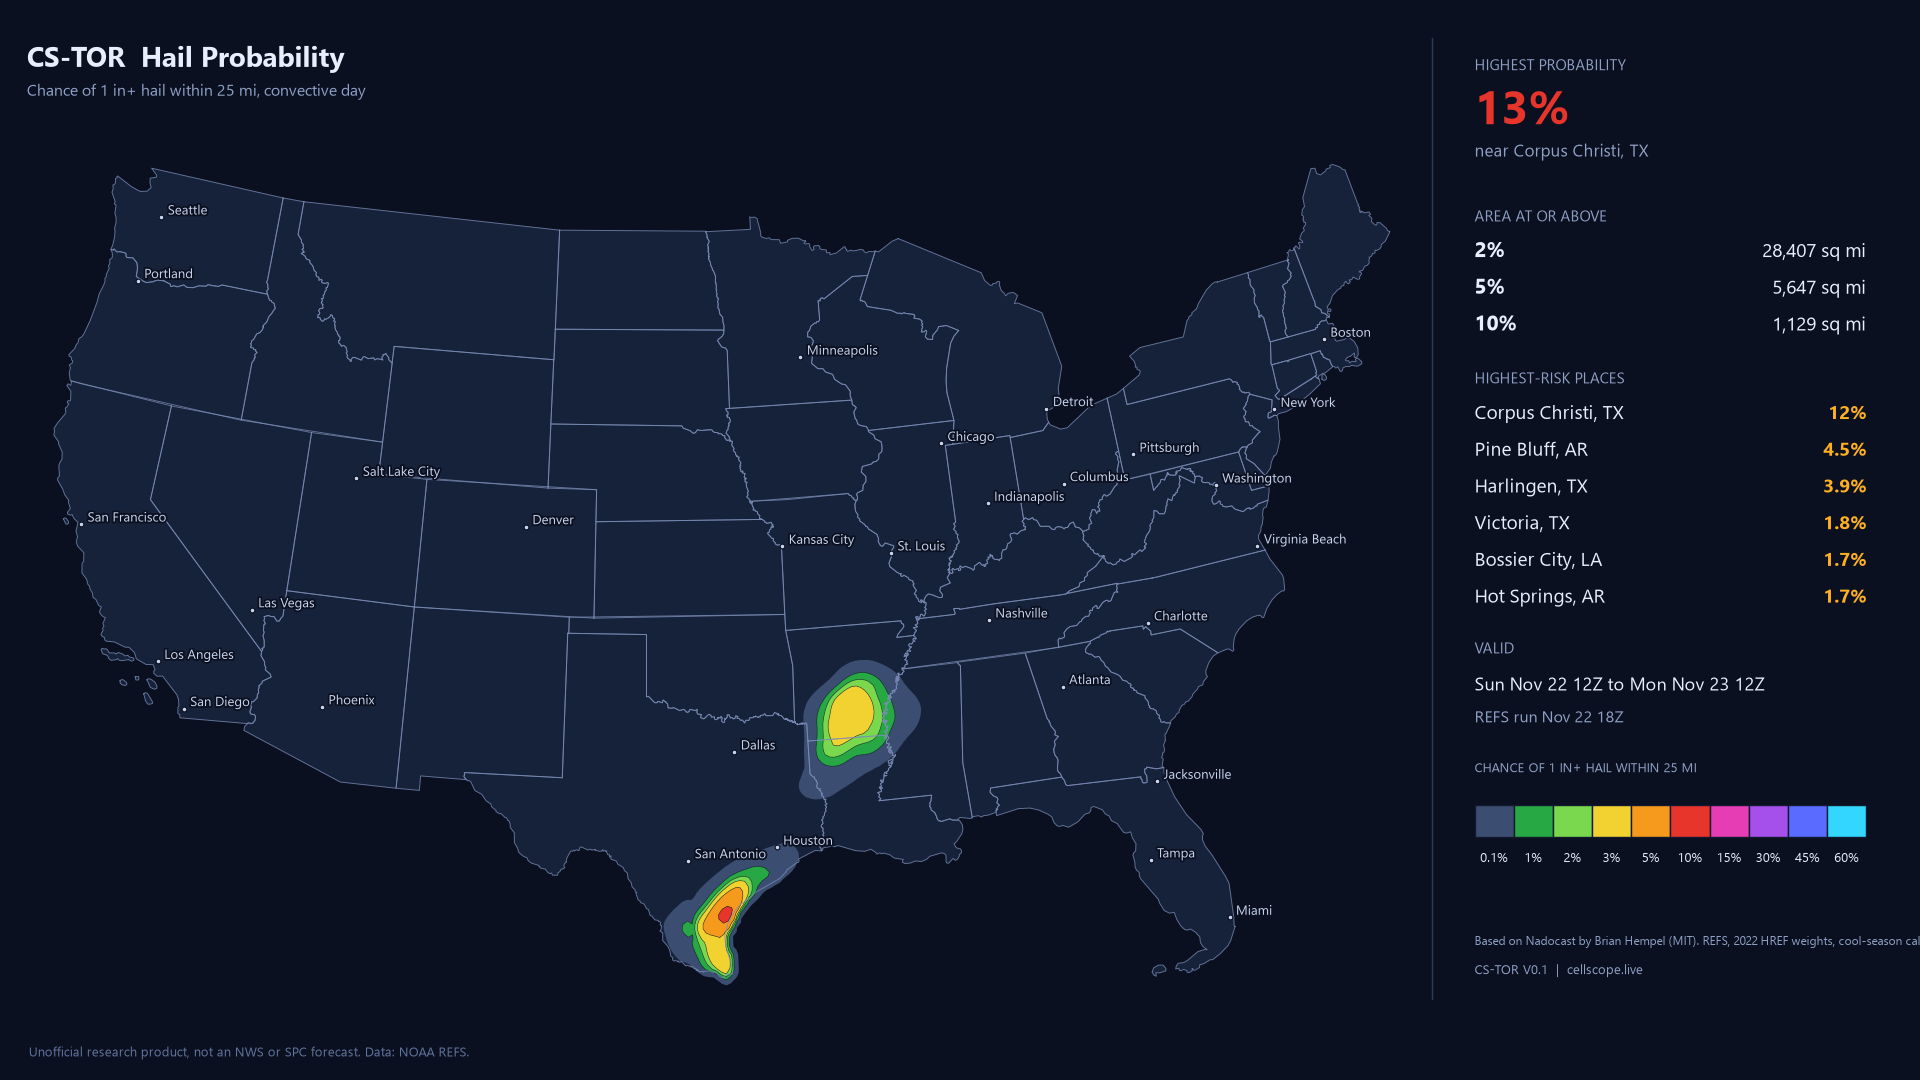 CS-TOR  Hail Probability
Chance of 1 in+ hail within 25 mi, convective day
Seattle
Portland
Minneapolis
Boston
Detroit
New York
Chicago
Pittsburgh
Salt Lake City
Columbus
Washington
Indianapolis
San Francisco
Denver
Kansas City
St. Louis
Virginia Beach
Las Vegas
Nashville
Charlotte
Los Angeles
Atlanta
San Diego
Phoenix
Dallas
Jacksonville
Houston
San Antonio
Tampa
Miami
HIGHEST PROBABILITY
13%
near Corpus Christi, TX
AREA AT OR ABOVE
2% 28,407 sq mi
5% 5,647 sq mi
10% 1,129 sq mi
HIGHEST-RISK PLACES
Corpus Christi, TX 12%
Pine Bluff, AR 4.5%
Harlingen, TX 3.9%
Victoria, TX 1.8%
Bossier City, LA 1.7%
Hot Springs, AR 1.7%
VALID
Sun Nov 22 12Z to Mon Nov 23 12Z
REFS run Nov 22 18Z
CHANCE OF 1 IN+ HAIL WITHIN 25 MI
0.1% 1% 2% 3% 5% 10% 15% 30% 45% 60%
Based on Nadocast by Brian Hempel (MIT). REFS, 2022 HREF weights, cool-season cal
CS-TOR V0.1 | cellscope.live
Unofficial research product, not an NWS or SPC forecast. Data: NOAA REFS.